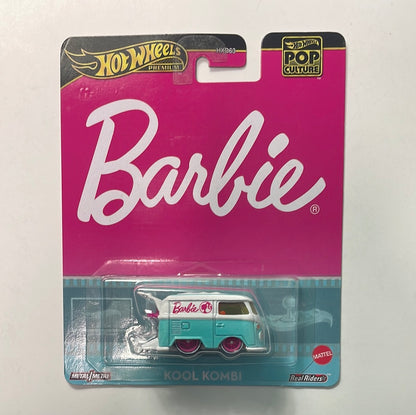 HOT WHEELS
PREMIUM
HOT WHEELS
POP
CULTURE
Barbie®
Barbie
KOOL KOMBI
METAL/METAL
MATTEL
Real Riders